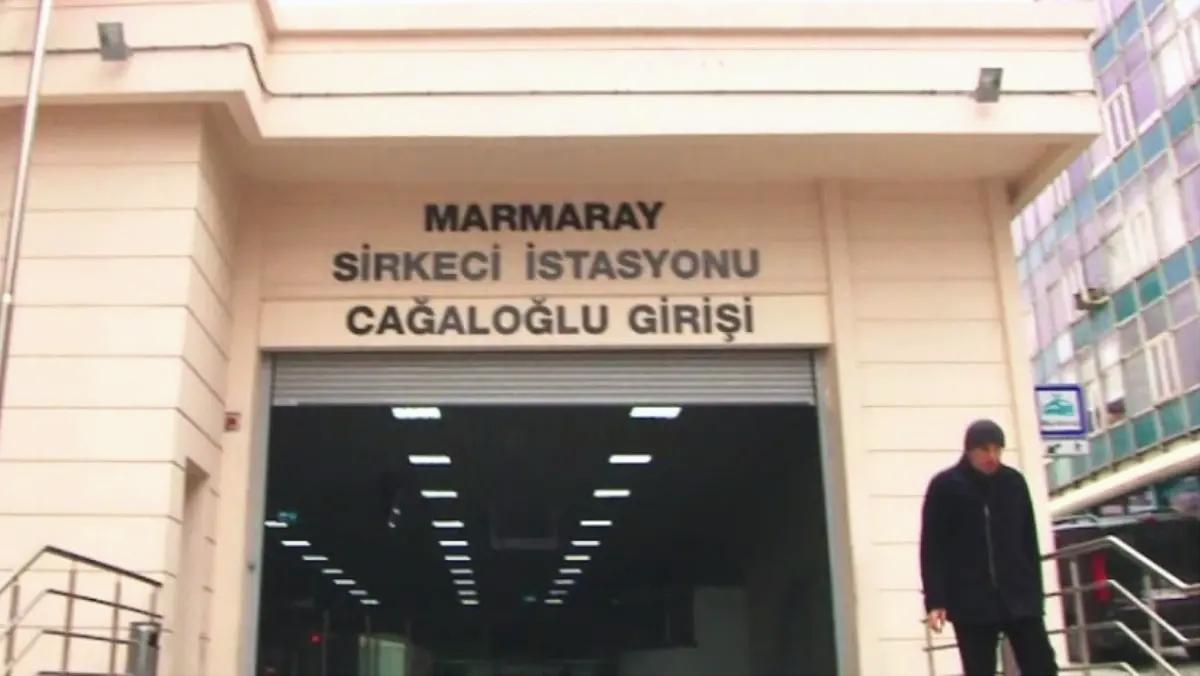 MARMARAY
SİRKECİ İSTASYONU
CAĞALOĞLU GİRİŞİ